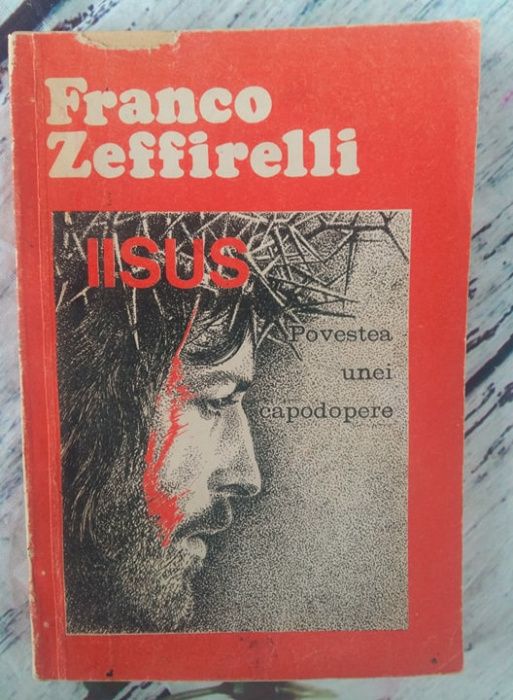 Franco
Zeffirelli
IISUS
Povestea
unei
capodopere